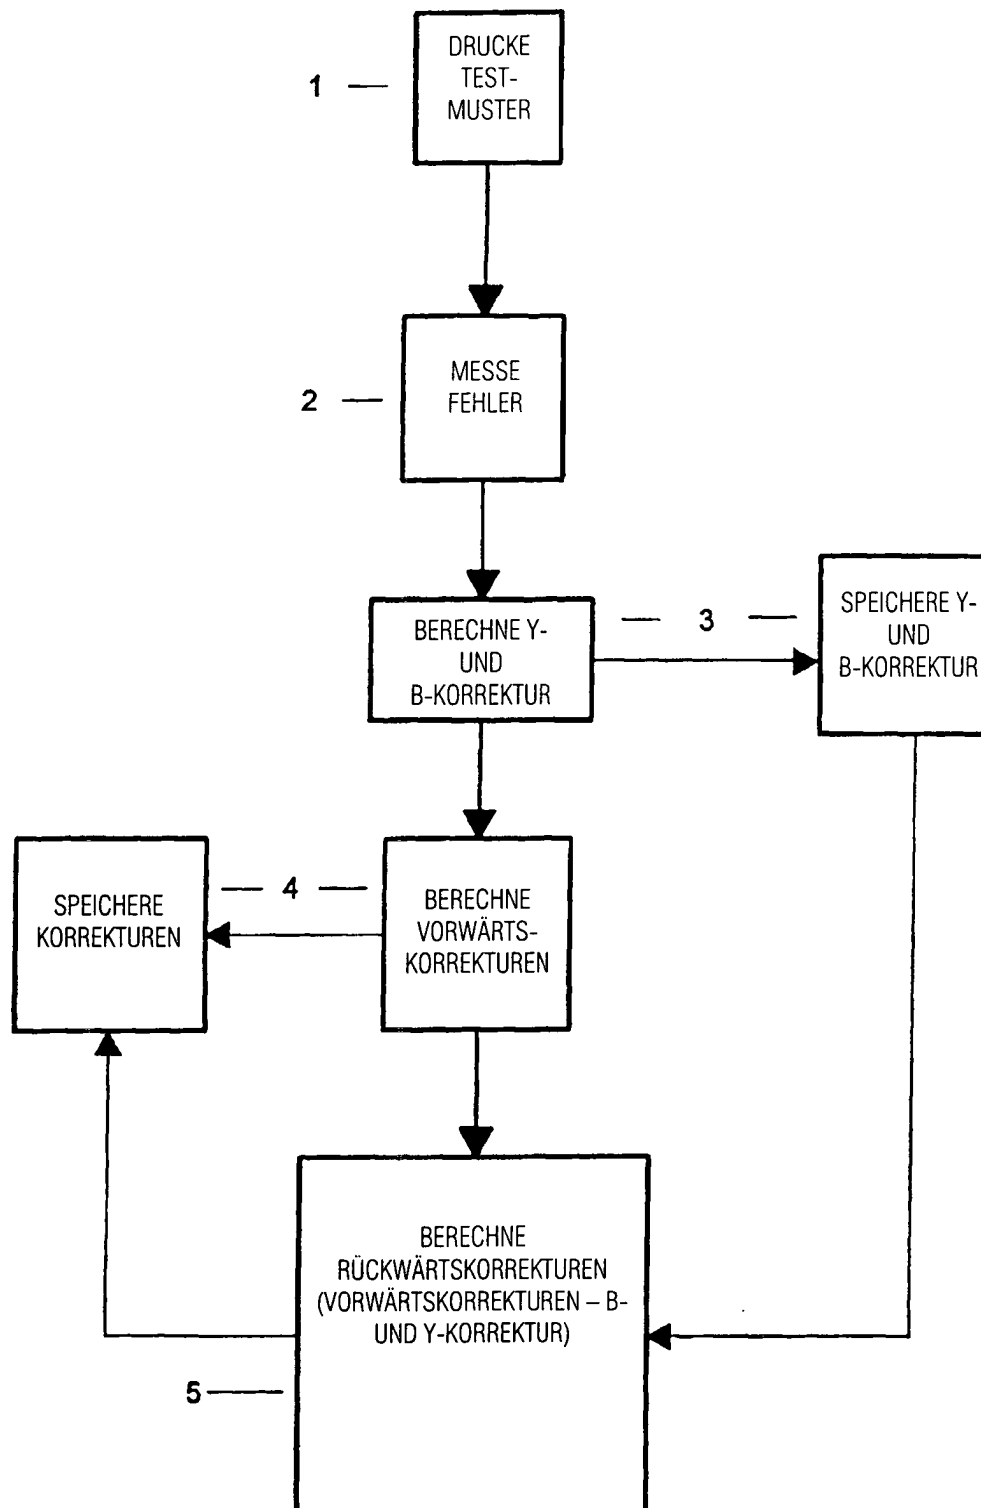 DRUCKE
TEST-
MUSTER
1
MESSE
FEHLER
2
BERECHNE Y-
UND
B-KORREKTUR
3
SPEICHERE Y-
UND
B-KORREKTUR
SPEICHERE
KORREKTUREN
4
BERECHNE
VORWÄRTS-
KORREKTUREN
BERECHNE
RÜCKWÄRTSKORREKTUREN
(VORWÄRTSKORREKTUREN – B-
UND Y-KORREKTUR)
5